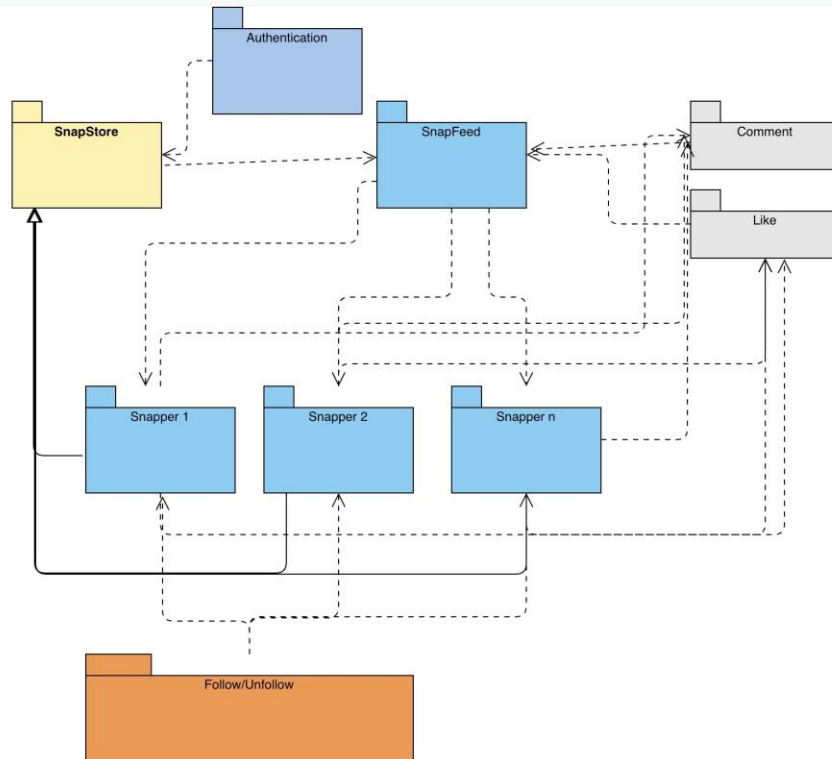 Authentication
SnapStore
SnapFeed
Comment
Like
Snapper 1
Snapper 2
Snapper n
Follow/Unfollow